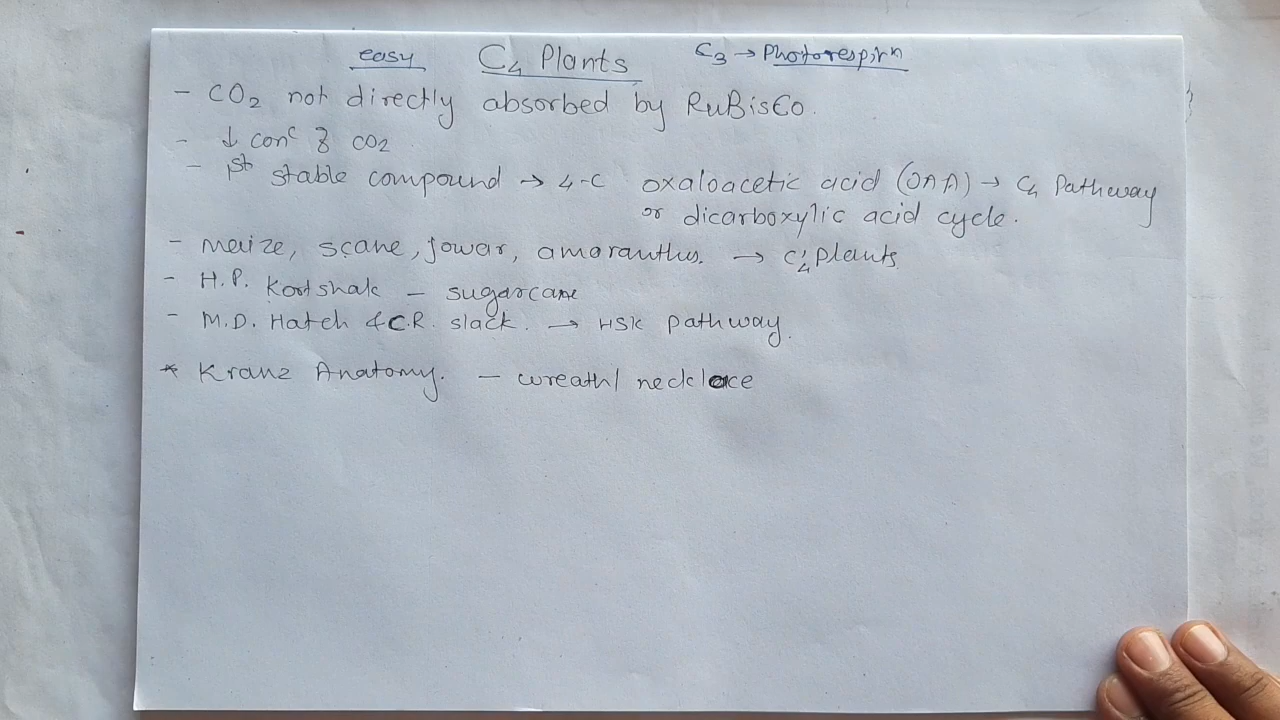 easy C4 Plants C3 → Photorespirn
- CO2 not directly absorbed by RuBisCo.
- ↓ conc of CO2
- 1st stable compound → 4-C oxaloacetic acid (OAA) → C4 Pathway
or dicarboxylic acid cycle.
- maize, scane, jowar, amaranthus. → C4 plants
- H.P. Kortshak - sugarcane
- M.D. Hatch & C.R. slack. → HSK pathway.
* Kranz Anatomy. - wreath/ necklace